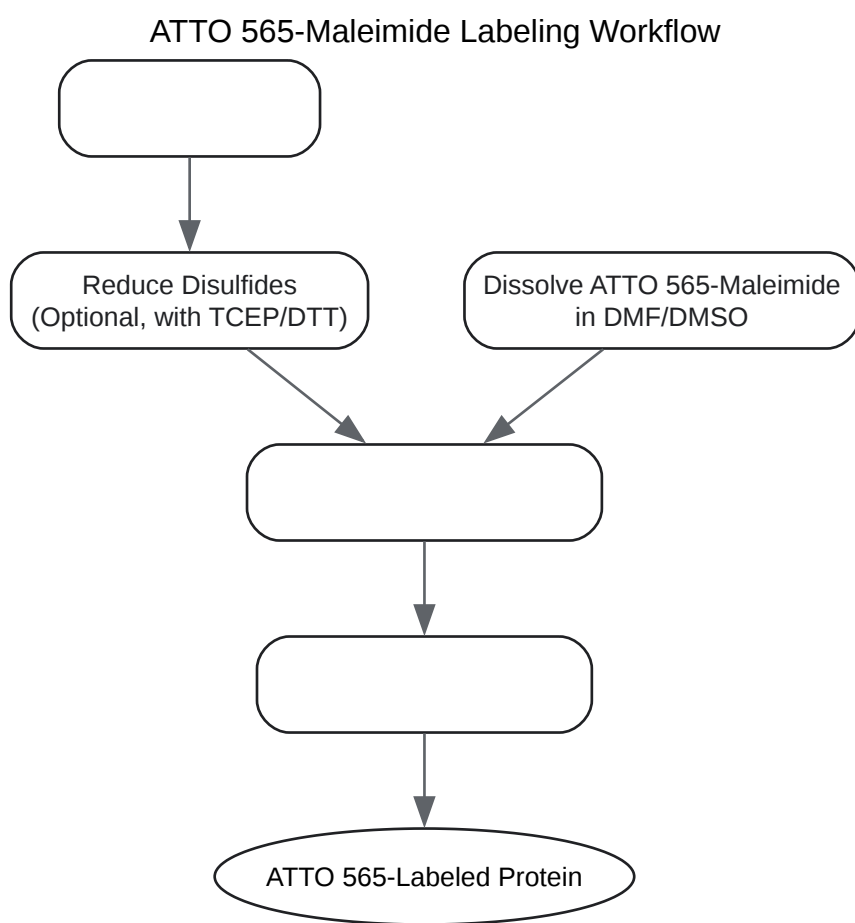 ATTO 565-Maleimide Labeling Workflow
Reduce Disulfides
(Optional, with TCEP/DTT)
Dissolve ATTO 565-Maleimide
in DMF/DMSO
ATTO 565-Labeled Protein